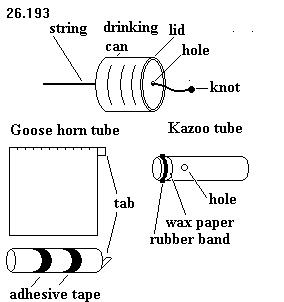 26.193
string
drinking can
lid
hole
knot
Goose horn tube
Kazoo tube
tab
hole
wax paper
rubber band
adhesive tape